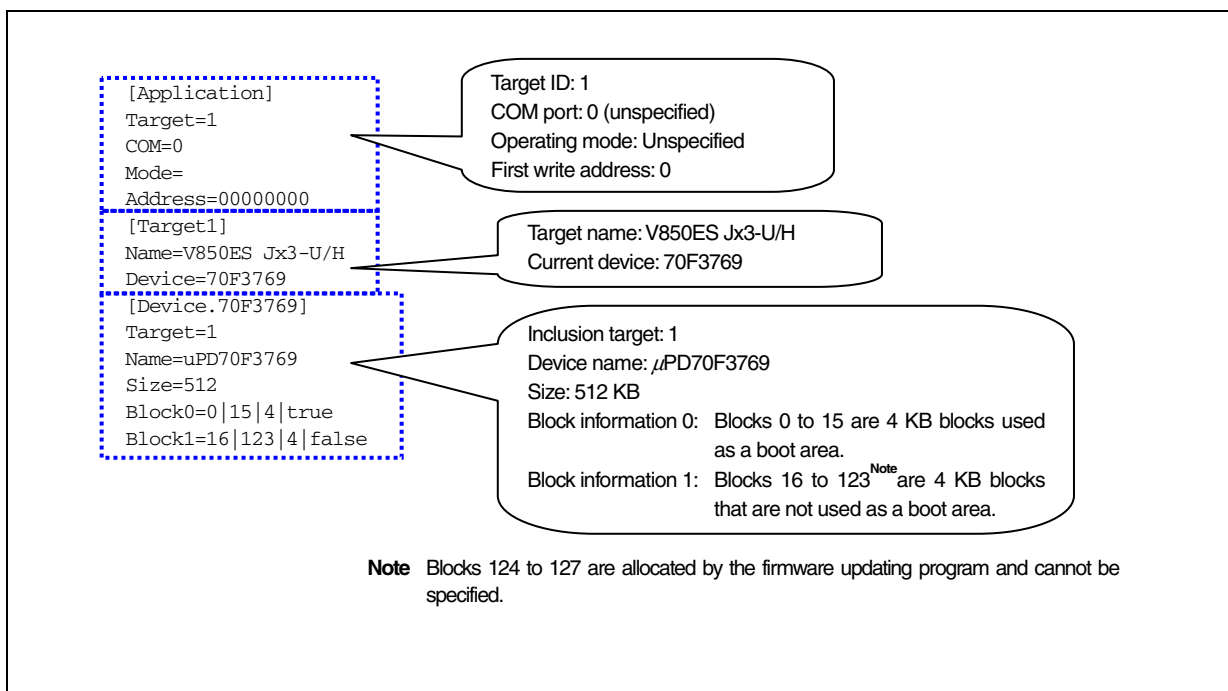 [Application]
Target=1
COM=0
Mode=
Address=00000000
Target ID: 1
COM port: 0 (unspecified)
Operating mode: Unspecified
First write address: 0
[Target1]
Name=V850ES Jx3-U/H
Device=70F3769
Target name: V850ES Jx3-U/H
Current device: 70F3769
[Device.70F3769]
Target=1
Name=uPD70F3769
Size=512
Block0=0|15|4|true
Block1=16|123|4|false
Inclusion target: 1
Device name: μPD70F3769
Size: 512 KB
Block information 0: Blocks 0 to 15 are 4 KB blocks used
as a boot area.
Block information 1: Blocks 16 to 123Note are 4 KB blocks
that are not used as a boot area.
Note Blocks 124 to 127 are allocated by the firmware updating program and cannot be
specified.